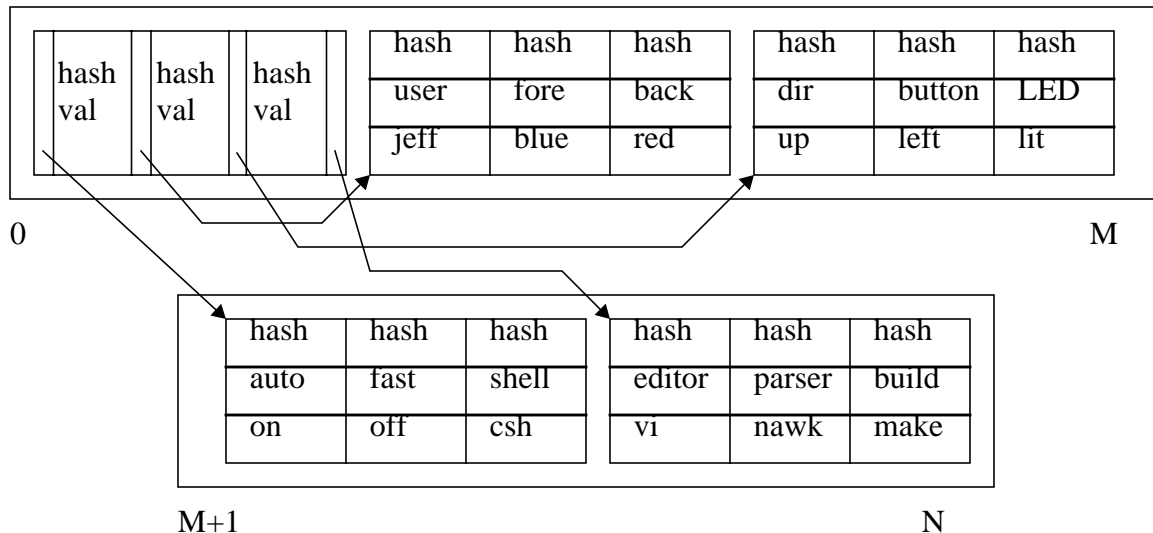 hash hash hash hash hash hash
hash hash hash
val val val
user fore back dir button LED
jeff blue red up left lit
0 M
hash hash hash hash hash hash
auto fast shell editor parser build
on off csh vi nawk make
M+1 N